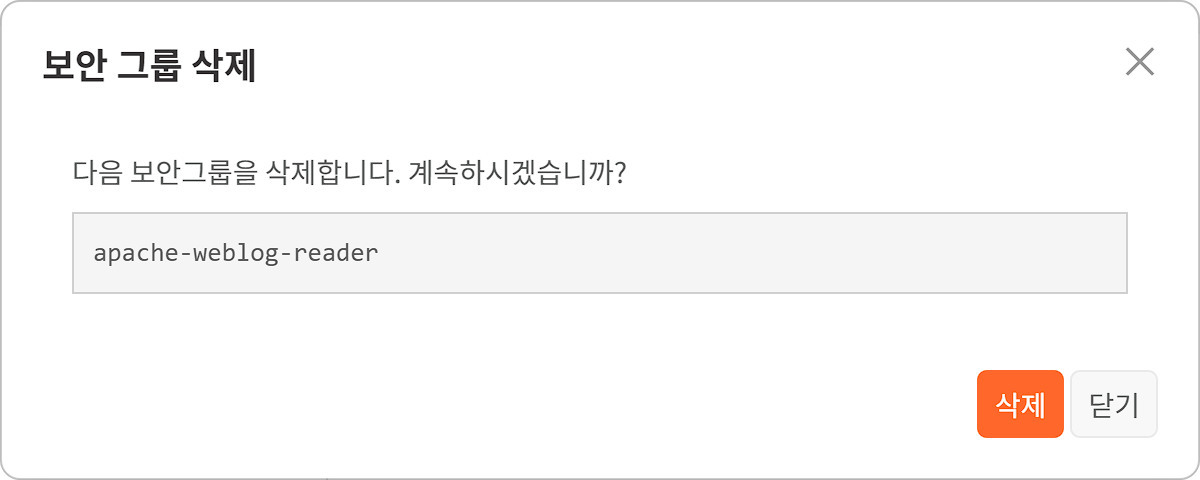 보안 그룹 삭제
다음 보안그룹을 삭제합니다. 계속하시겠습니까?
apache-weblog-reader
삭제 닫기